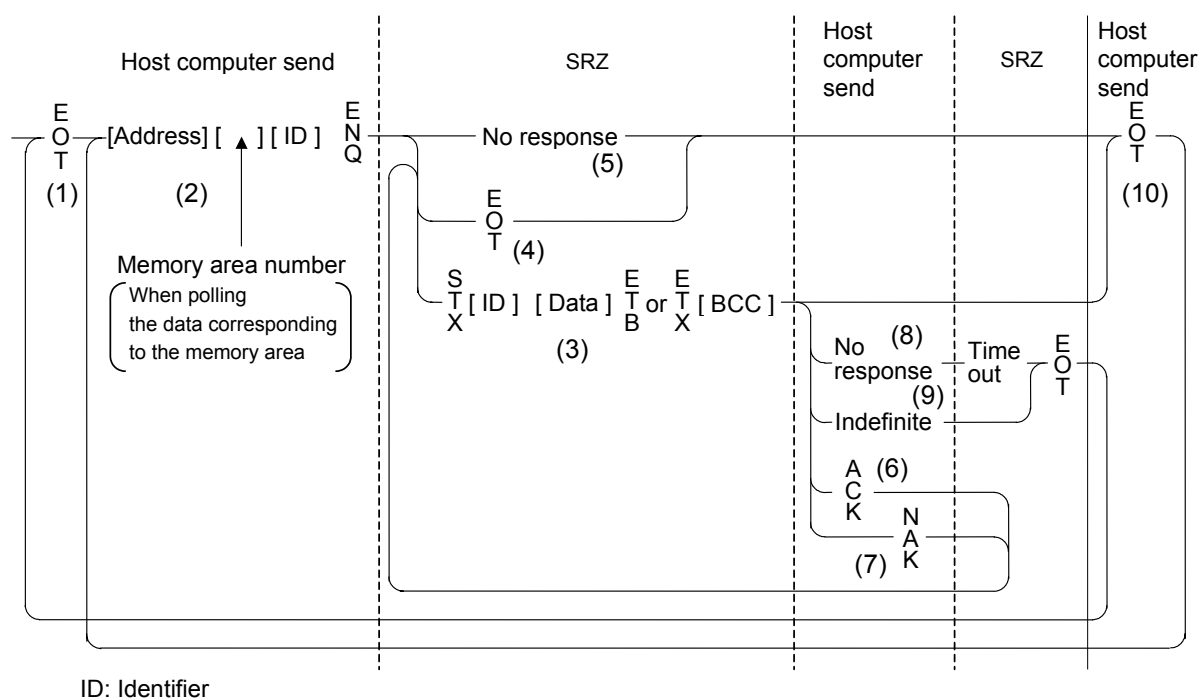 Host computer send
SRZ
Host
computer
send
SRZ
Host
computer
send
EOT
[Address] [ ] [ ID ]
ENQ
No response
EOT
(1)
(2)
(5)
(10)
EOT
(4)
Memory area number
When polling
the data corresponding
to the memory area
STX [ ID ] [ Data ] ETB or ETX [ BCC ]
(3)
(8)
No
response
Time
out
EOT
(9)
Indefinite
ACK
(6)
NAK
(7)
ID: Identifier